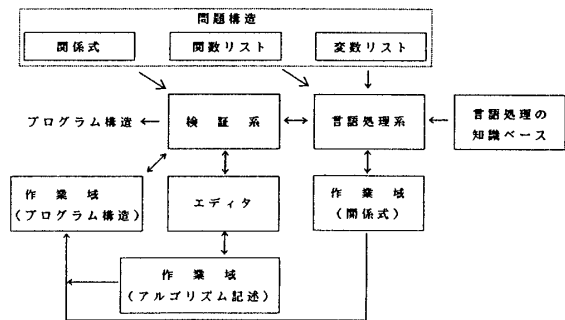 問題構造
関係式
関数リスト
変数リスト
プログラム構造
検証系
言語処理系
言語処理の
知識ベース
作業域
(プログラム構造)
エディタ
作業域
(関係式)
作業域
(アルゴリズム記述)